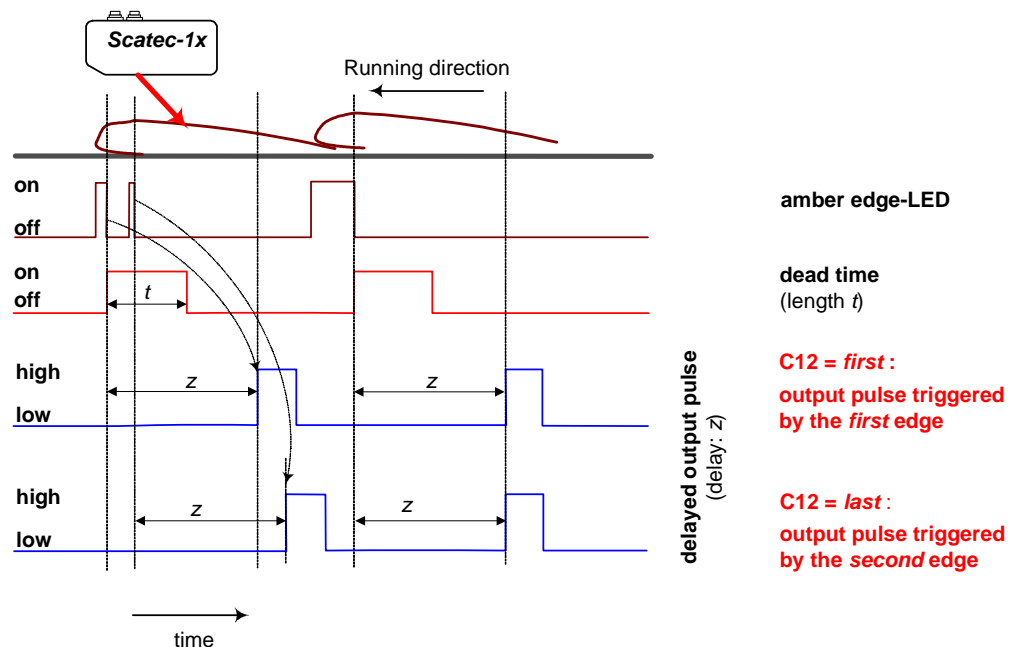 Scatec-1x
Running direction
on
off
amber edge-LED
on
off
t
dead time
(length t)
high
low
z
z
C12 = first :
output pulse triggered
by the first edge
delayed output pulse
(delay: z)
high
low
z
z
C12 = last :
output pulse triggered
by the second edge
time